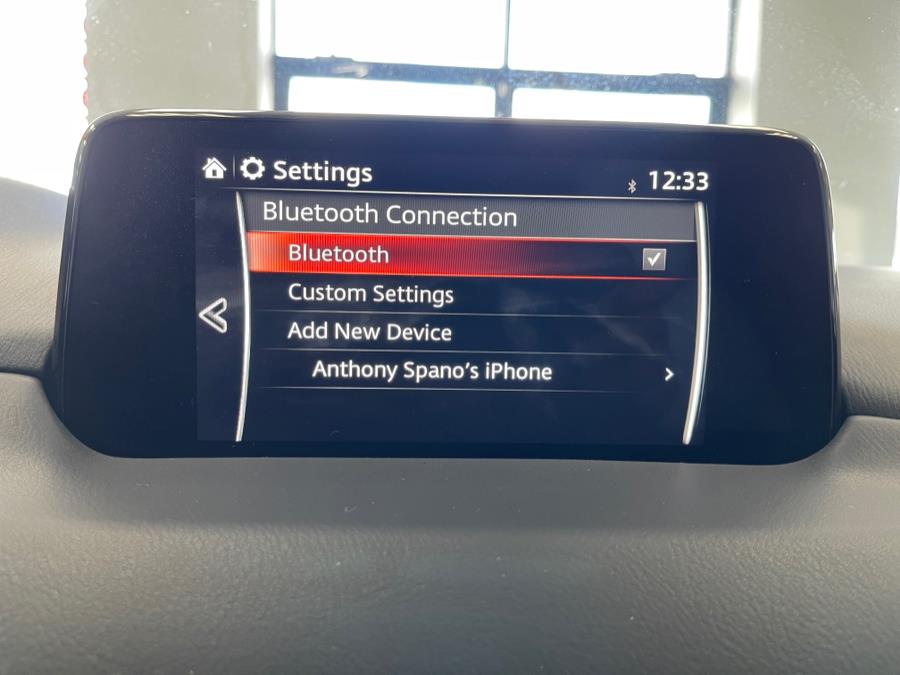 Settings
12:33
Bluetooth Connection
Bluetooth
Custom Settings
Add New Device
Anthony Spano's iPhone